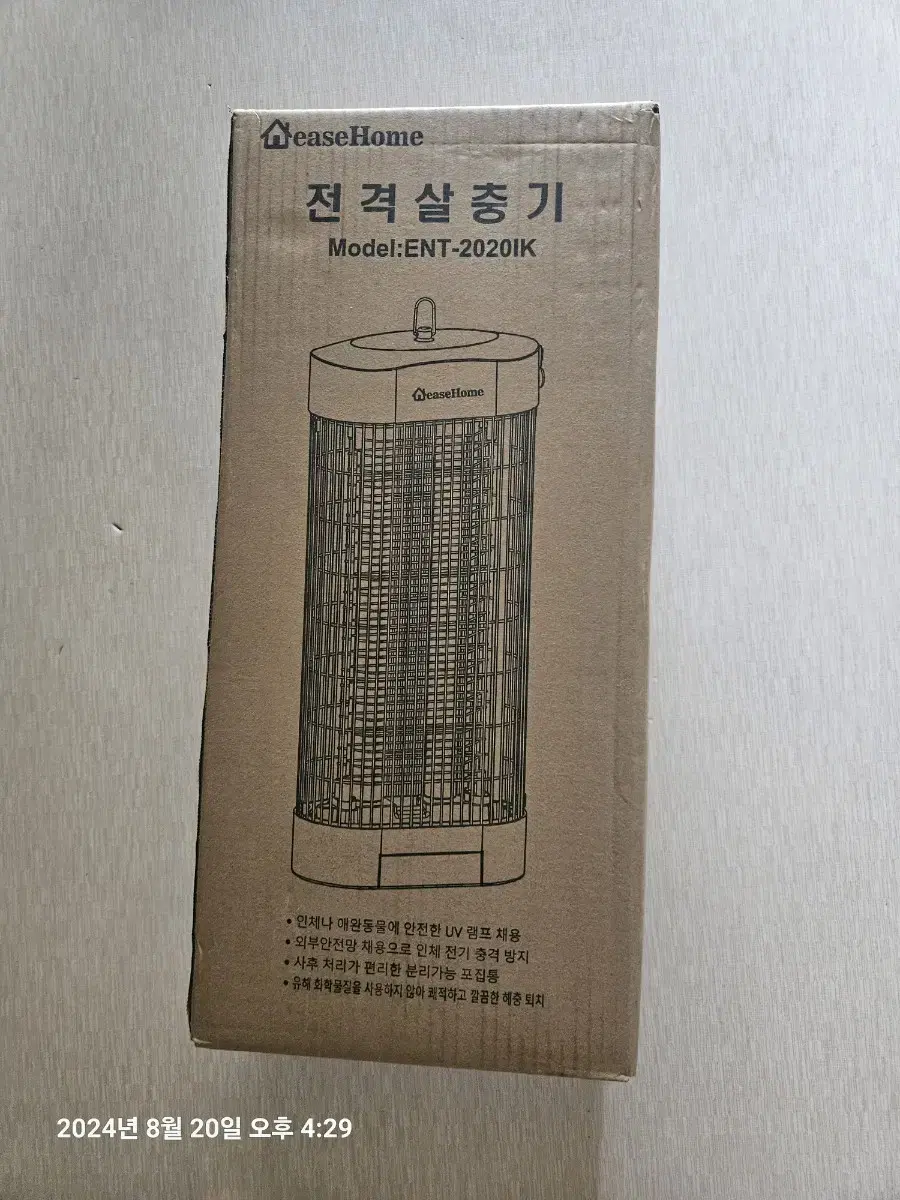 easeHome
전격살충기
Model:ENT-2020IK
easeHome
• 인체나 애완동물에 안전한 UV 램프 채용
• 외부안전망 채용으로 인체 전기 충격 방지
• 사후 처리가 편리한 분리가능 포집통
• 유해 화학물질을 사용하지 않아 쾌적하고 깔끔한 해충 퇴치
2024년 8월 20일 오후 4:29